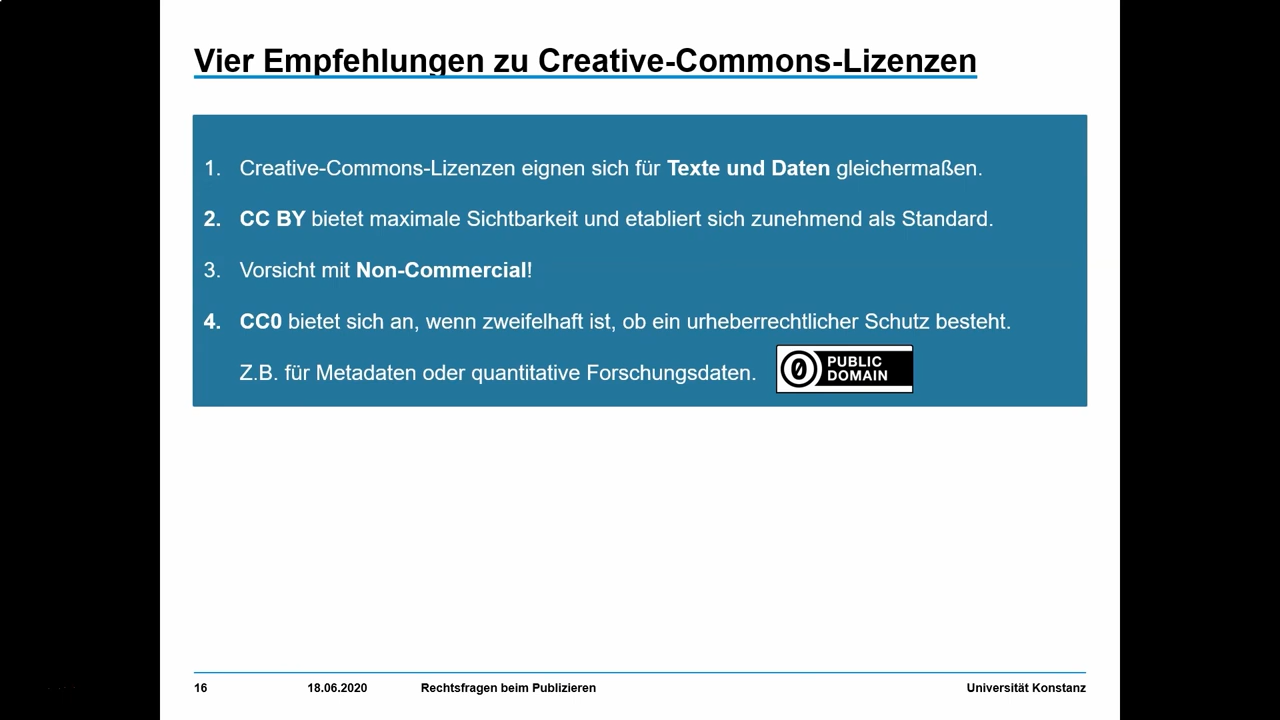 Vier Empfehlungen zu Creative-Commons-Lizenzen
1. Creative-Commons-Lizenzen eignen sich für Texte und Daten gleichermaßen.
2. CC BY bietet maximale Sichtbarkeit und etabliert sich zunehmend als Standard.
3. Vorsicht mit Non-Commercial!
4. CC0 bietet sich an, wenn zweifelhaft ist, ob ein urheberrechtlicher Schutz besteht.
Z.B. für Metadaten oder quantitative Forschungsdaten.
0 PUBLIC
DOMAIN
16 18.06.2020 Rechtsfragen beim Publizieren Universität Konstanz